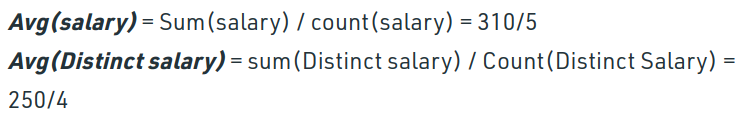 Avg(salary) = Sum(salary) / count(salary) = 310/5
Avg(Distinct salary) = sum(Distinct salary) / Count(Distinct Salary) =
250/4